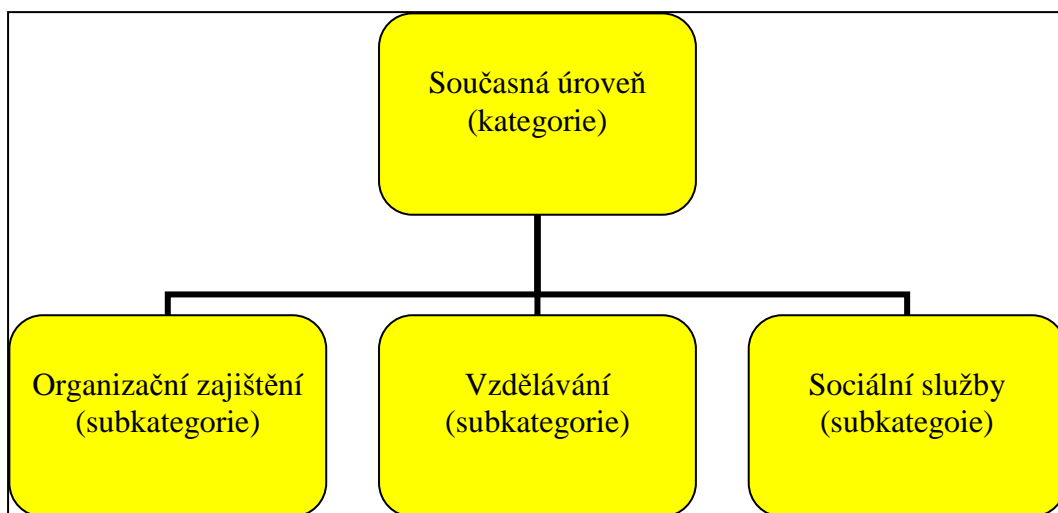 Současná úroveň
(kategorie)
Organizační zajištění
(subkategorie)
Vzdělávání
(subkategorie)
Sociální služby
(subkategoie)